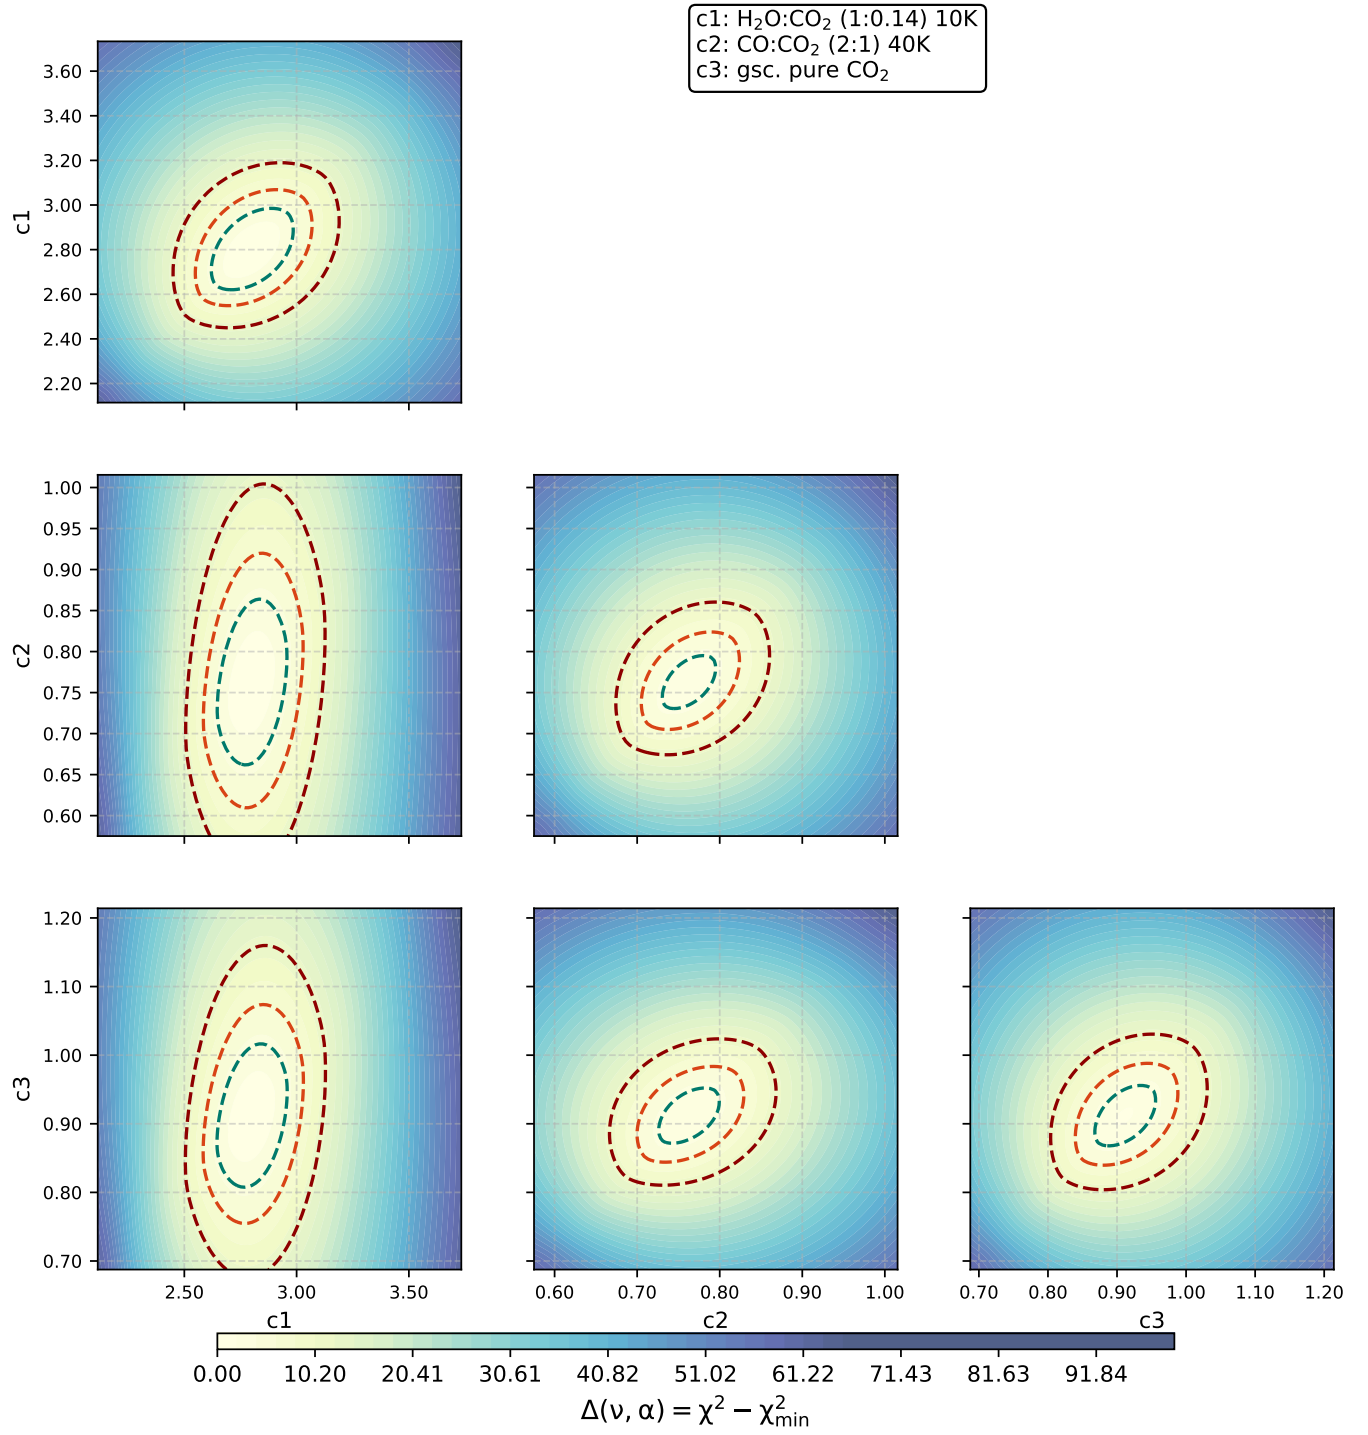 c1: H₂O:CO₂ (1:0.14) 10K
c2: CO:CO₂ (2:1) 40K
c3: gsc. pure CO₂
3.60
3.40
3.20
3.00
2.80
2.60
2.40
2.20
c1
1.00
0.95
0.90
0.85
0.80
0.75
0.70
0.65
0.60
c2
1.20
1.10
1.00
0.90
0.80
0.70
c3
2.50 3.00 3.50
0.60 0.70 0.80 0.90 1.00
0.70 0.80 0.90 1.00 1.10 1.20
c1 c2 c3
0.00 10.20 20.41 30.61 40.82 51.02 61.22 71.43 81.63 91.84
Δ(ν, α) = χ² − χ²min